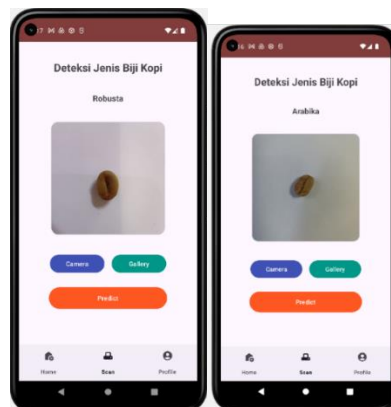 Deteksi Jenis Biji Kopi
Robusta
Camera Gallery
Predict
Home Scan Profile
Deteksi Jenis Biji Kopi
Arabika
Camera Gallery
Predict
Home Scan Profile